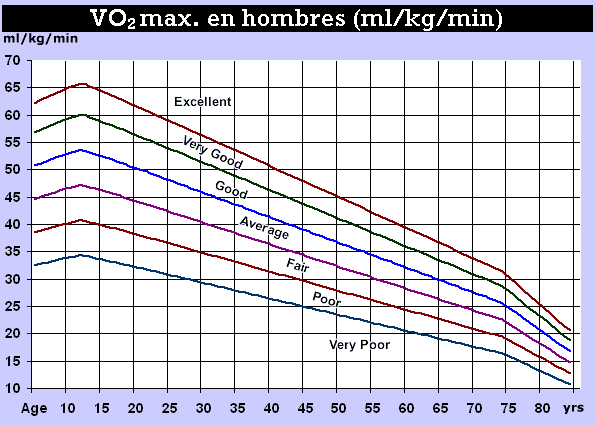 VO₂ max. en hombres (ml/kg/min)
ml/kg/min
70
65
60
55
50
45
40
35
30
25
20
15
10
Excellent
Very Good
Good
Average
Fair
Poor
Very Poor
Age 10 15 20 25 30 35 40 45 50 55 60 65 70 75 80 yrs